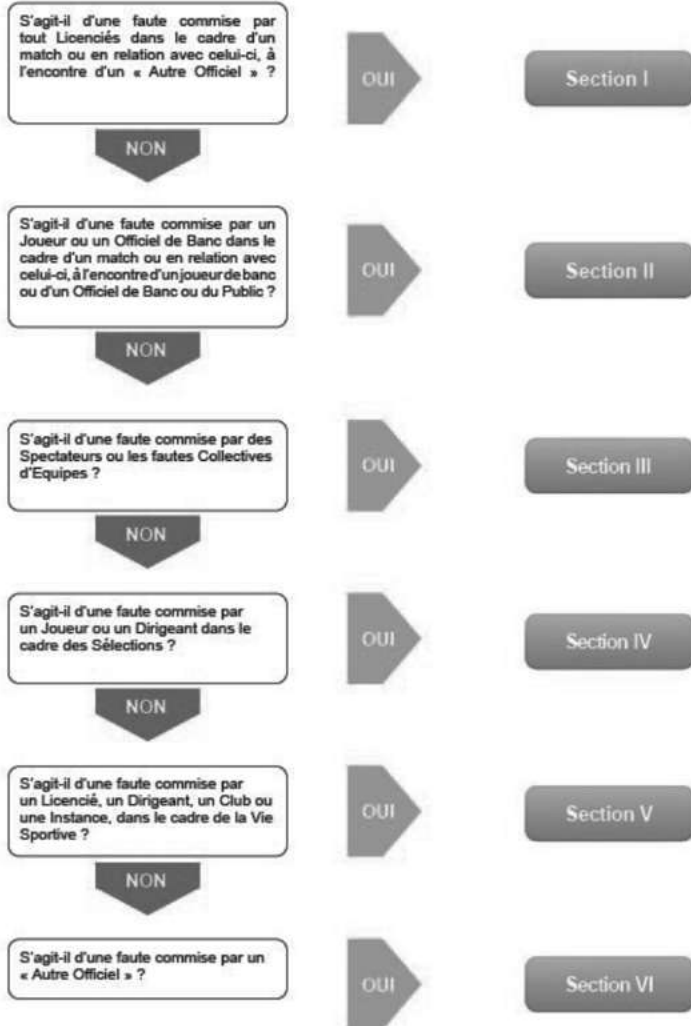 S'agit-il d'une faute commise par
tout Licenciés dans le cadre d'un
match ou en relation avec celui-ci, à
l'encontre d'un « Autre Officiel » ?
OUI
Section I
NON
S'agit-il d'une faute commise par un
Joueur ou un Officiel de Banc dans le
cadre d'un match ou en relation avec
celui-ci, à l'encontre d'un joueur de banc
ou d'un Officiel de Banc ou du Public ?
OUI
Section II
NON
S'agit-il d'une faute commise par des
Spectateurs ou les fautes Collectives
d'Equipes ?
OUI
Section III
NON
S'agit-il d'une faute commise par
un Joueur ou un Dirigeant dans le
cadre des Sélections ?
OUI
Section IV
NON
S'agit-il d'une faute commise par
un Licencié, un Dirigeant, un Club ou
une Instance, dans le cadre de la Vie
Sportive ?
OUI
Section V
NON
S'agit-il d'une faute commise par un
« Autre Officiel » ?
OUI
Section VI